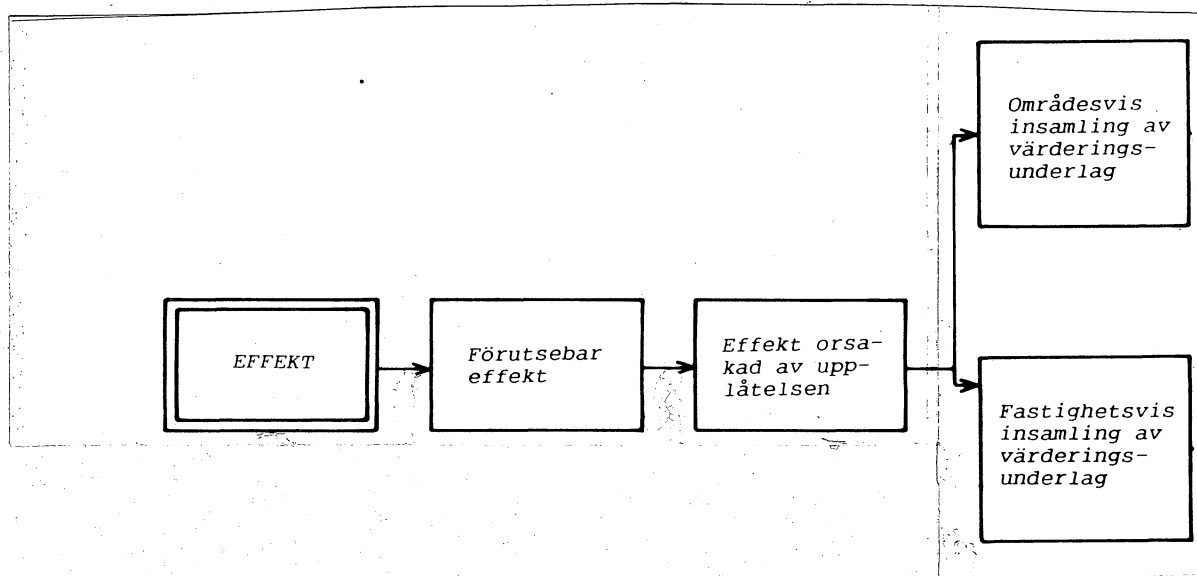 EFFEKT
Förutsebar
effekt
Effekt orsa-
kad av upp-
låtelsen
Områdesvis
insamling av
värderings-
underlag
Fastighetsvis
insamling av
värderings-
underlag